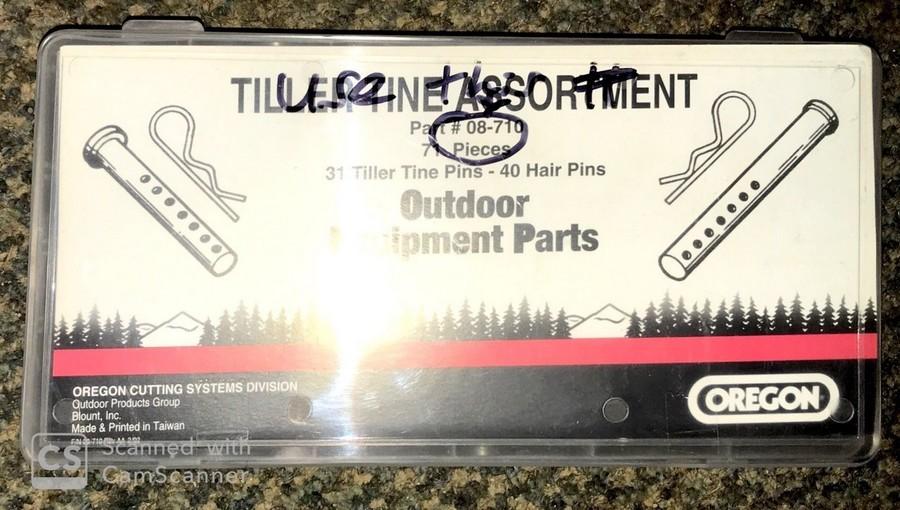 TILLER TINE ASSORTMENT
use this #
Part # 08-710
71 Pieces
31 Tiller Tine Pins - 40 Hair Pins
Outdoor
Equipment Parts
OREGON CUTTING SYSTEMS DIVISION
Outdoor Products Group
Blount, Inc.
Made & Printed in Taiwan
OREGON
CS Scanned with
CamScanner